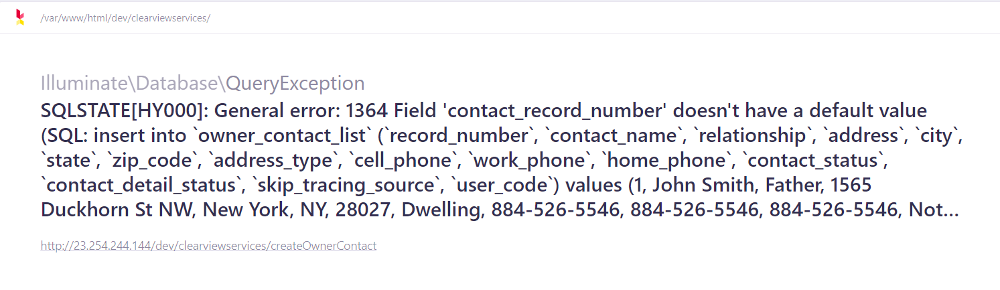 /var/www/html/dev/clearviewservices/
Illuminate\Database\QueryException
SQLSTATE[HY000]: General error: 1364 Field 'contact_record_number' doesn't have a default value
(SQL: insert into `owner_contact_list` (`record_number`, `contact_name`, `relationship`, `address`, `city`,
`state`, `zip_code`, `address_type`, `cell_phone`, `work_phone`, `home_phone`, `contact_status`,
`contact_detail_status`, `skip_tracing_source`, `user_code`) values (1, John Smith, Father, 1565
Duckhorn St NW, New York, NY, 28027, Dwelling, 884-526-5546, 884-526-5546, 884-526-5546, Not...
http://23.254.244.144/dev/clearviewservices/createOwnerContact